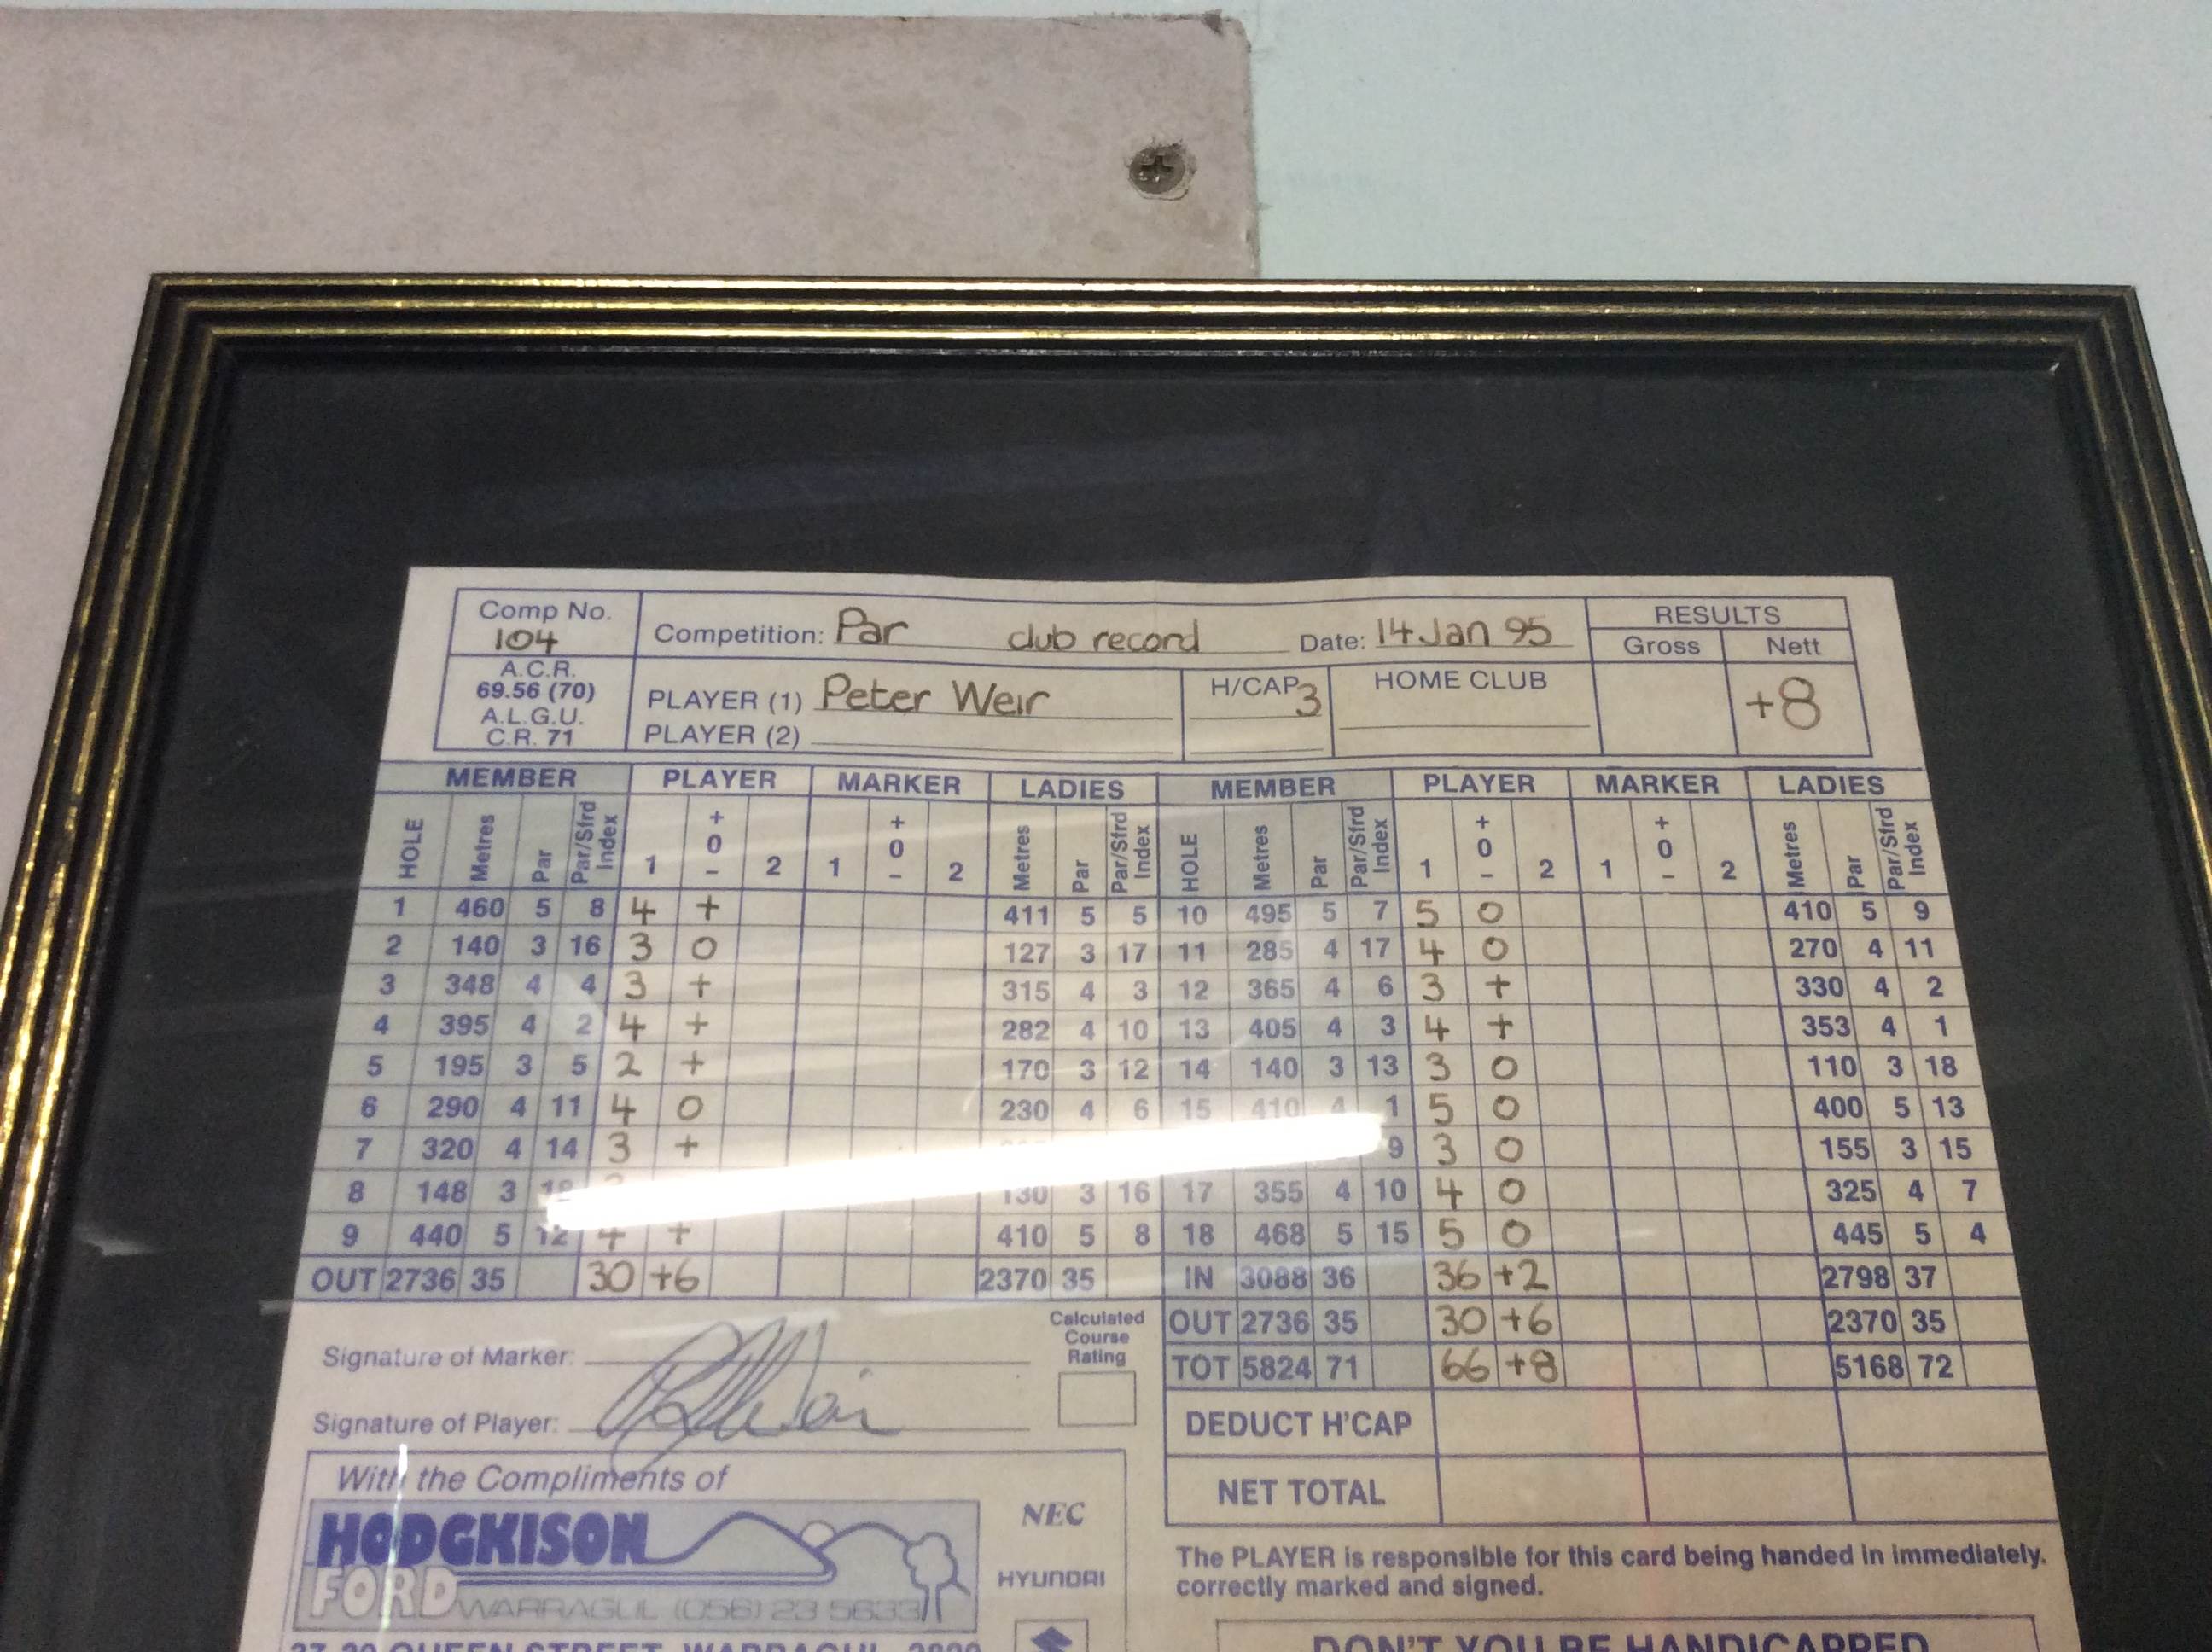 Comp No.
104
A.C.R.
69.56 (70)
A.L.G.U.
C.R. 71
Competition: Par club record Date: 14 Jan 95
PLAYER (1) Peter Weir
PLAYER (2)
H/CAP 3
HOME CLUB
RESULTS
Gross Nett
+8
MEMBER PLAYER MARKER LADIES MEMBER PLAYER MARKER LADIES
HOLE Metres Par Par/Sfrd Index 1 + 0 - 2 1 + 0 - 2 Metres Par Par/Sfrd Index HOLE Metres Par Par/Sfrd Index 1 + 0 - 2 1 + 0 - 2 Metres Par Par/Sfrd Index
1 460 5 8 4 + 411 5 5 10 495 5 7 5 0 410 5 9
2 140 3 16 3 0 127 3 17 11 285 4 17 4 0 270 4 11
3 348 4 4 3 + 315 4 3 12 365 4 6 3 + 330 4 2
4 395 4 2 4 + 282 4 10 13 405 4 3 4 + 353 4 1
5 195 3 5 2 + 170 3 12 14 140 3 13 3 0 110 3 18
6 290 4 11 4 0 230 4 6 15 410 4 1 5 0 400 5 13
7 320 4 14 3 + 9 3 0 155 3 15
8 148 3 18 130 3 16 17 355 4 10 4 0 325 4 7
9 440 5 12 4 + 410 5 8 18 468 5 15 5 0 445 5 4
OUT 2736 35 30 +6 2370 35 IN 3088 36 36 +2 2798 37
OUT 2736 35 30 +6 2370 35
TOT 5824 71 66 +8 5168 72
DEDUCT H'CAP
NET TOTAL
Signature of Marker:
Signature of Player:
Calculated
Course
Rating
With the Compliments of
HODGKISON
FORD WARRAGUL (056) 23 5633
NEC
HYUNDAI
QUEEN STREET, WARRAGUL
The PLAYER is responsible for this card being handed in immediately.
correctly marked and signed.
DON'T YOU BE HANDICAPPED